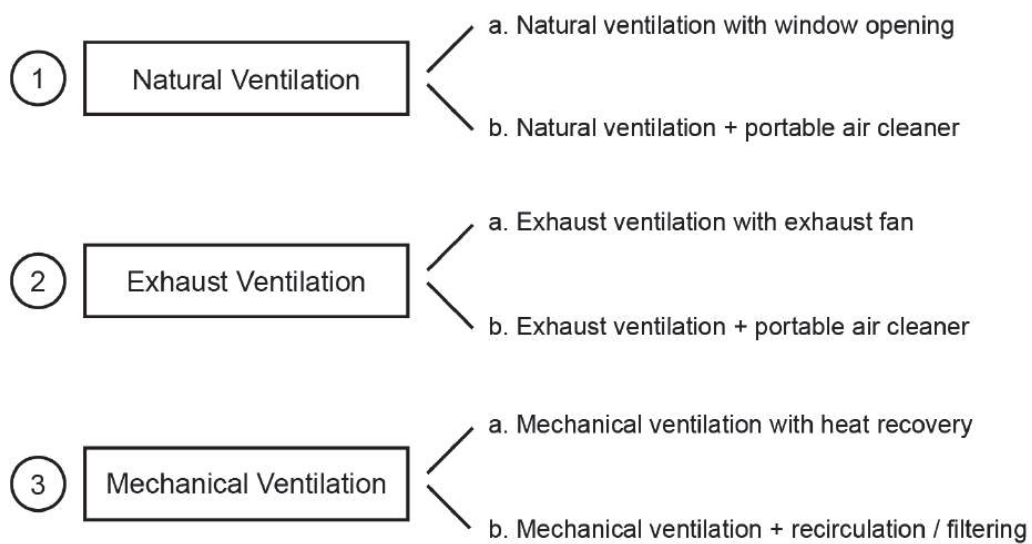 a. Natural ventilation with window opening
1
Natural Ventilation
b. Natural ventilation + portable air cleaner
a. Exhaust ventilation with exhaust fan
2
Exhaust Ventilation
b. Exhaust ventilation + portable air cleaner
a. Mechanical ventilation with heat recovery
3
Mechanical Ventilation
b. Mechanical ventilation + recirculation / filtering